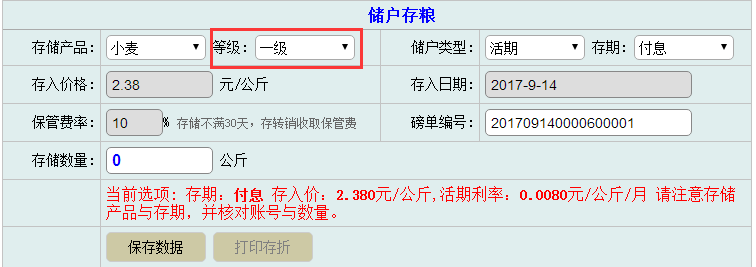 储户存粮
存储产品: 小麦 等级: 一级 储户类型: 活期 存期: 付息
存入价格: 2.38 元/公斤 存入日期: 2017-9-14
保管费率: 10 % 存储不满30天，存转销收取保管费 磅单编号: 201709140000600001
存储数量: 0 公斤
当前选项: 存期: 付息 存入价: 2.380元/公斤,活期利率: 0.0080元/公斤/月 请注意存储
产品与存期，并核对账号与数量。
保存数据 打印存折